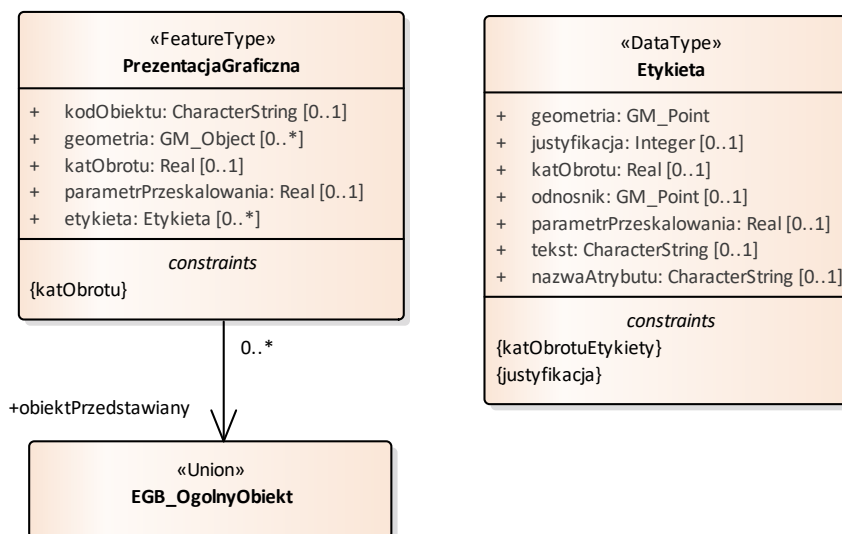 «FeatureType»
PrezentacjaGraficzna
+ kodObiektu: CharacterString [0..1]
+ geometria: GM_Object [0..*]
+ katObrotu: Real [0..1]
+ parametrPrzeskalowania: Real [0..1]
+ etykieta: Etykieta [0..*]
constraints
{katObrotu}
0..*
+obiektPrzedstawiany
«Union»
EGB_OgolnyObiekt
«DataType»
Etykieta
+ geometria: GM_Point
+ justyfikacja: Integer [0..1]
+ katObrotu: Real [0..1]
+ odnosnik: GM_Point [0..1]
+ parametrPrzeskalowania: Real [0..1]
+ tekst: CharacterString [0..1]
+ nazwaAtrybutu: CharacterString [0..1]
constraints
{katObrotuEtykiety}
{justyfikacja}